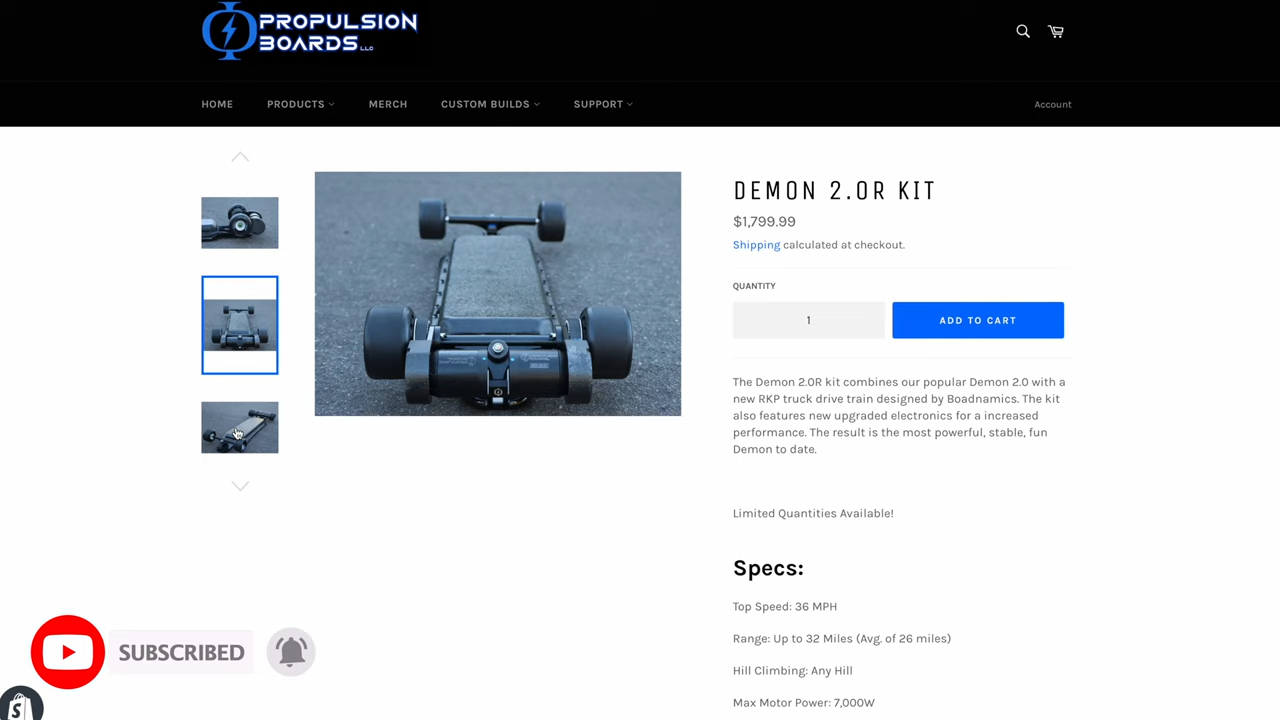 PROPULSION
BOARDS LLC
HOME
PRODUCTS
MERCH
CUSTOM BUILDS
SUPPORT
Account
DEMON 2.0R KIT
$1,799.99
Shipping calculated at checkout.
QUANTITY
1
ADD TO CART
The Demon 2.0R kit combines our popular Demon 2.0 with a
new RKP truck drive train designed by Boadnamics. The kit
also features new upgraded electronics for a increased
performance. The result is the most powerful, stable, fun
Demon to date.
Limited Quantities Available!
Specs:
Top Speed: 36 MPH
Range: Up to 32 Miles (Avg. of 26 miles)
Hill Climbing: Any Hill
Max Motor Power: 7,000W
SUBSCRIBED